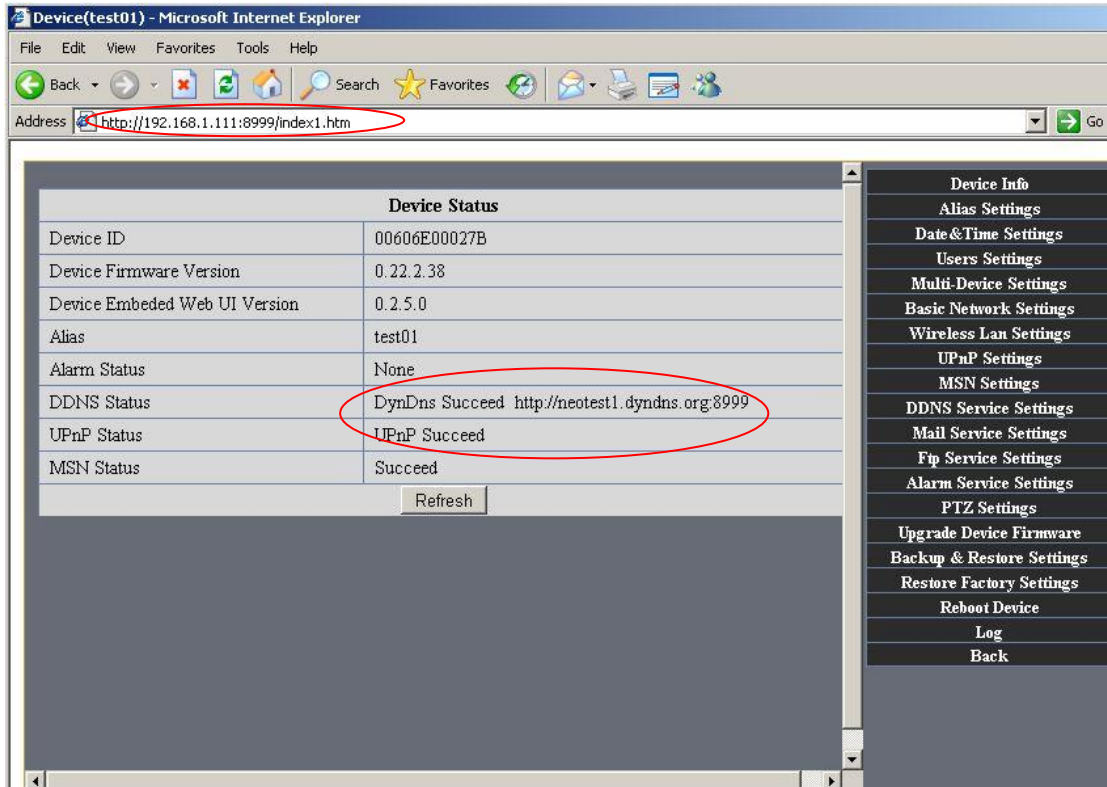 Device(test01) - Microsoft Internet Explorer
File Edit View Favorites Tools Help
Back Search Favorites
Address http://192.168.1.111:8999/index1.htm Go
Device Status
Device ID 00606E00027B
Device Firmware Version 0.22.2.38
Device Embeded Web UI Version 0.2.5.0
Alias test01
Alarm Status None
DDNS Status DynDns Succeed http://neotest1.dyndns.org:8999
UPnP Status UPnP Succeed
MSN Status Succeed
Refresh
Device Info
Alias Settings
Date&Time Settings
Users Settings
Multi-Device Settings
Basic Network Settings
Wireless Lan Settings
UPnP Settings
MSN Settings
DDNS Service Settings
Mail Service Settings
Ftp Service Settings
Alarm Service Settings
PTZ Settings
Upgrade Device Firmware
Backup & Restore Settings
Restore Factory Settings
Reboot Device
Log
Back